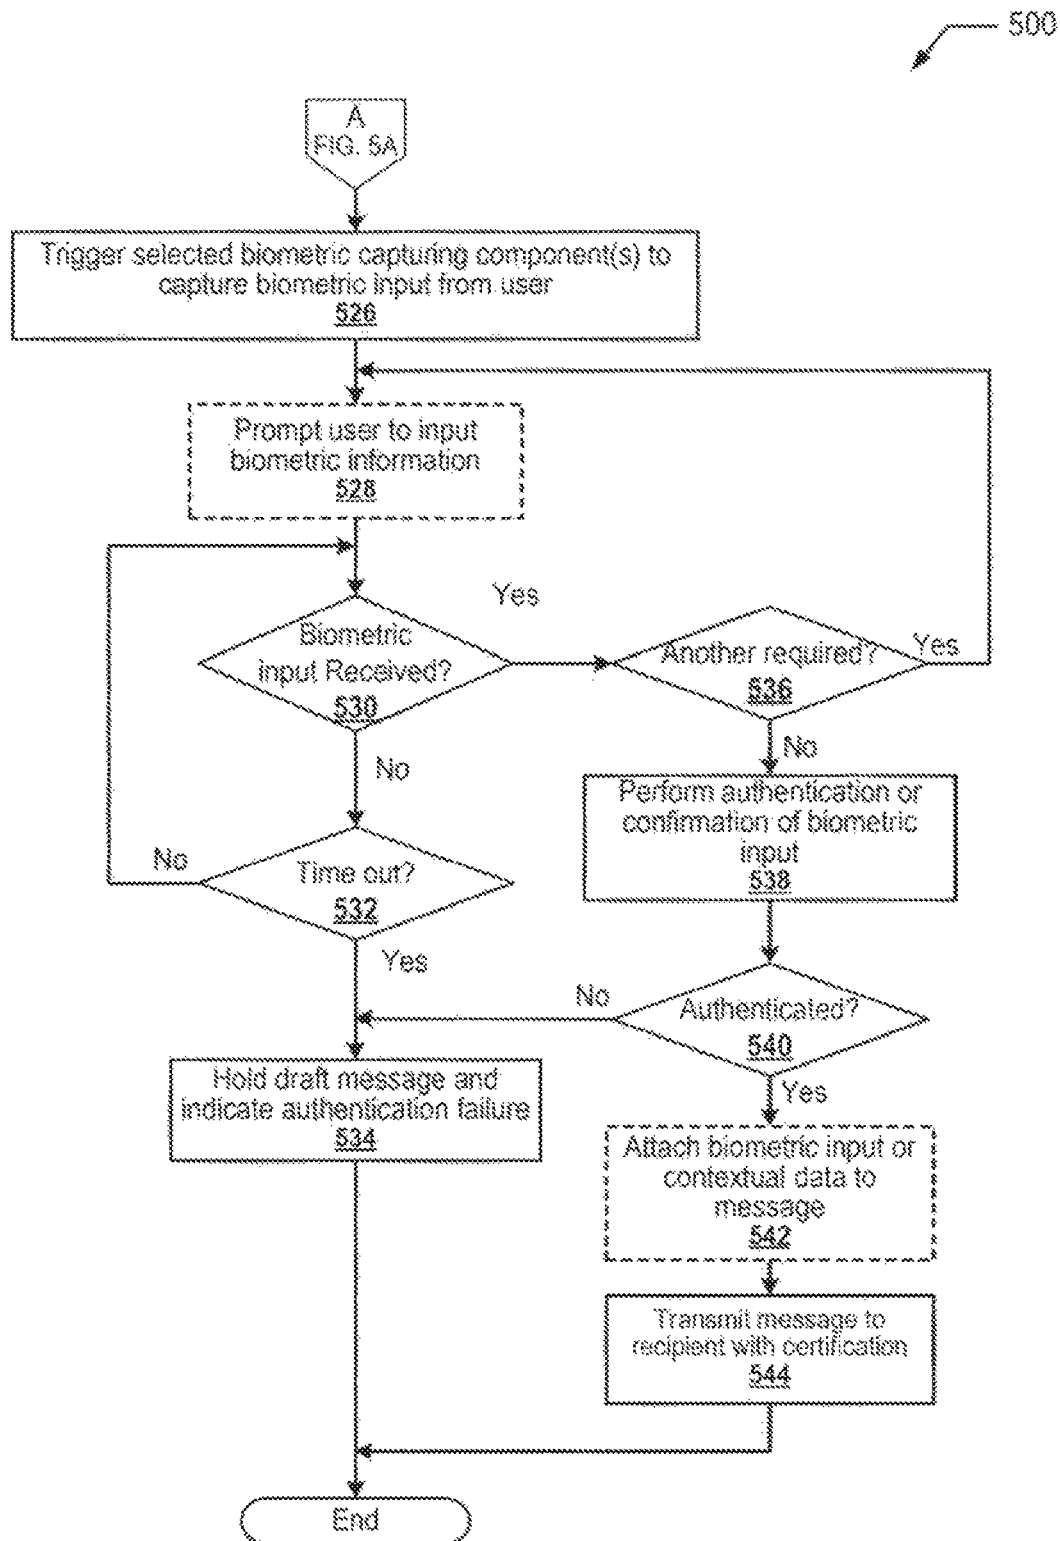 500
A
FIG. 5A
Trigger selected biometric capturing component(s) to
capture biometric input from user
526
Prompt user to input
biometric information
528
Yes
Biometric
input Received?
530
Another required?
536
Yes
No
No
Perform authentication or
confirmation of biometric
input
538
No
Time out?
532
Yes
No
Authenticated?
540
Yes
Hold draft message and
indicate authentication failure
534
Attach biometric input or
contextual data to
message
542
Transmit message to
recipient with certification
544
End